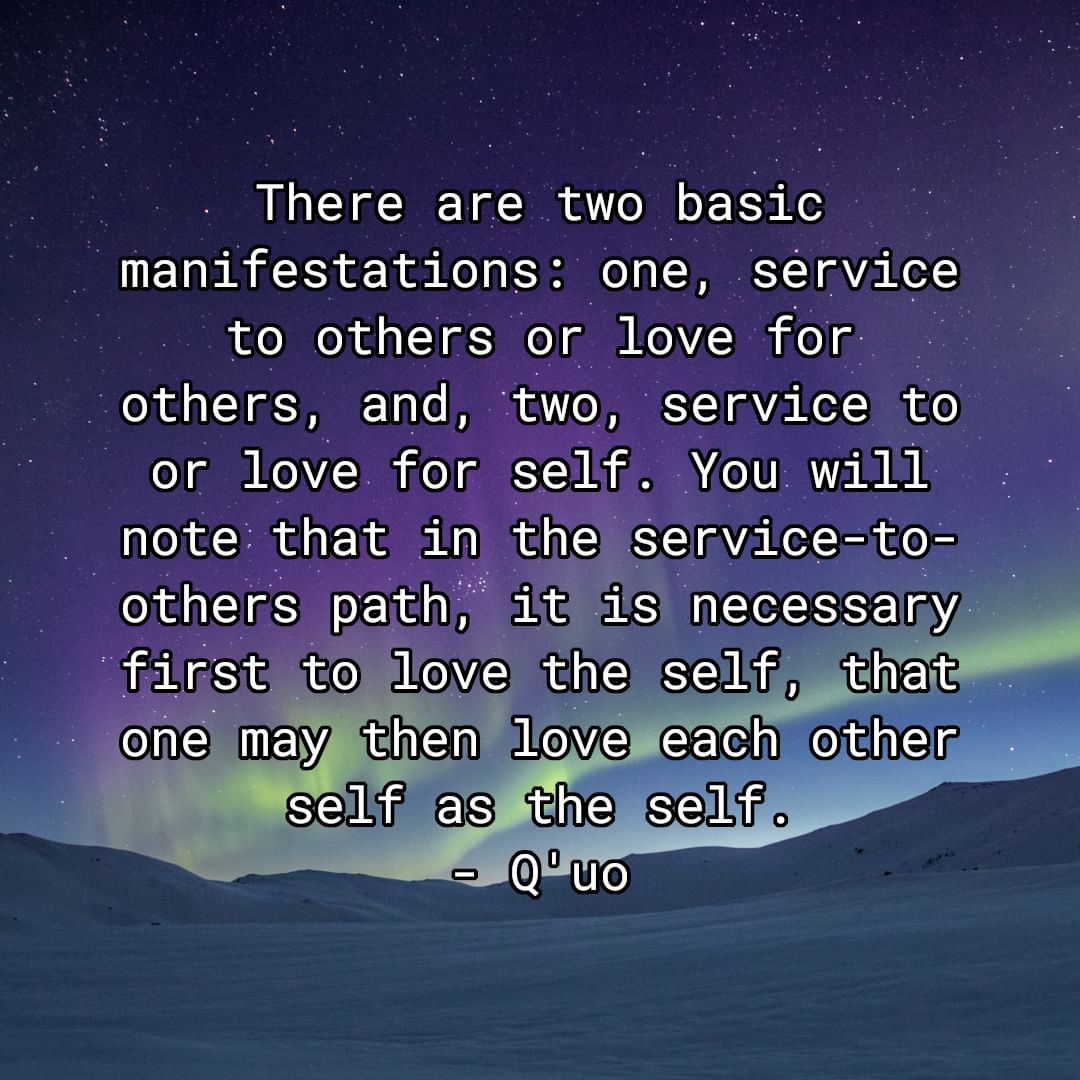 There are two basic
manifestations: one, service
to others or love for
others, and, two, service to
or love for self. You will
note that in the service-to-
others path, it is necessary
first to love the self, that
one may then love each other
self as the self.
- Q'uo